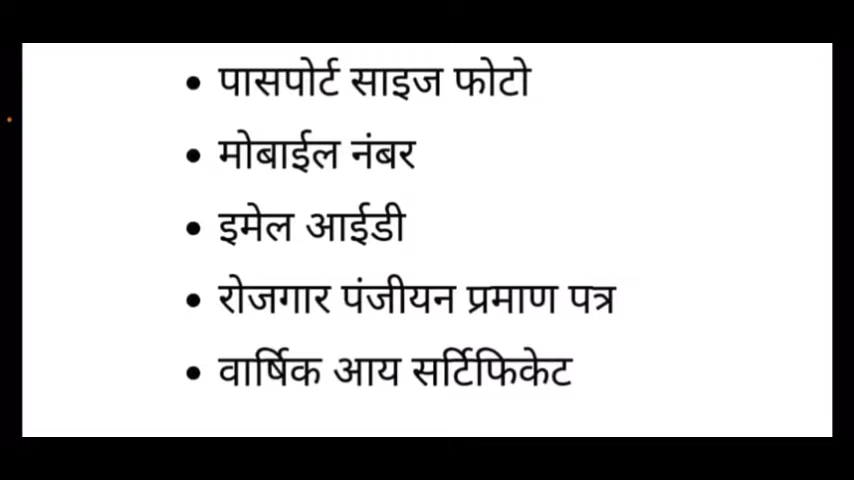 • पासपोर्ट साइज फोटो
• मोबाईल नंबर
• इमेल आईडी
• रोजगार पंजीयन प्रमाण पत्र
• वार्षिक आय सर्टिफिकेट